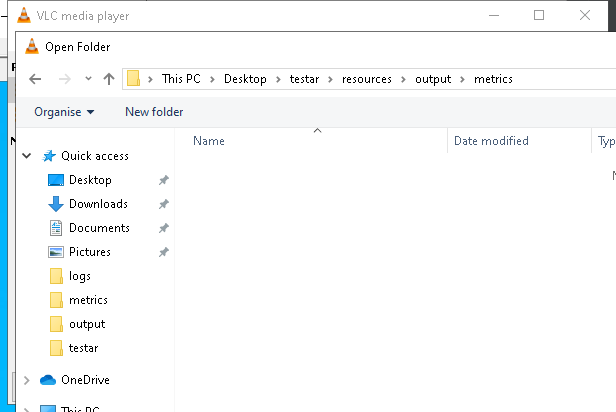 VLC media player
Open Folder
This PC > Desktop > testar > resources > output > metrics
Organise New folder
Name Date modified Typ
Quick access
Desktop
Downloads
Documents
Pictures
logs
metrics
output
testar
OneDrive
This PC